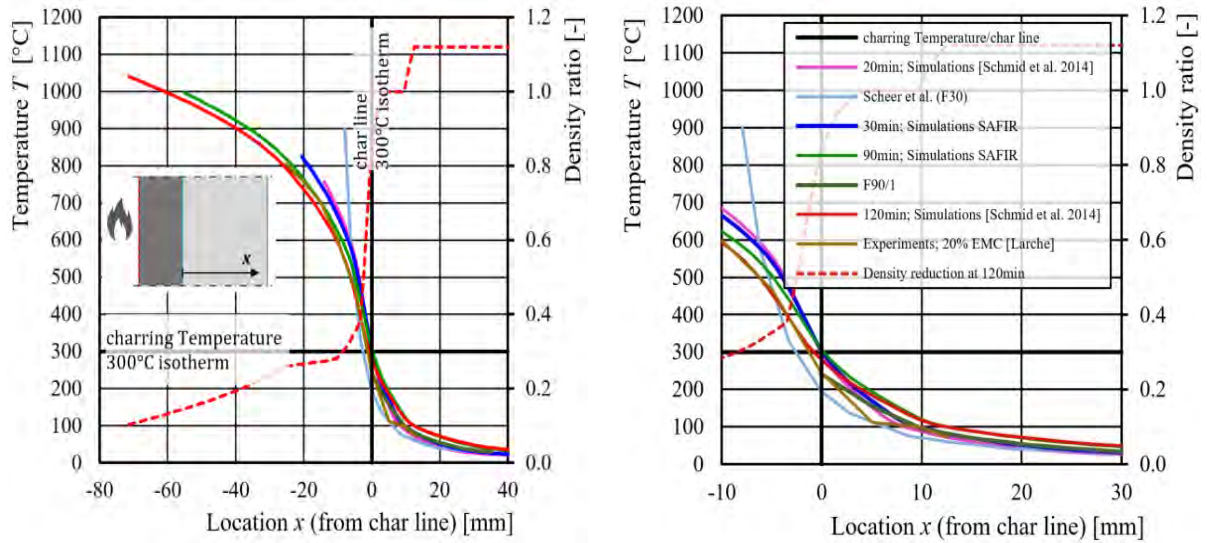 1200
1100
1000
900
800
700
600
500
400
300
200
100
0
Temperature T [°C]
-80
-60
-40
-20
0
20
40
Location x (from char line) [mm]
1.2
1.0
0.8
0.6
0.4
0.2
0.0
Density ratio [-]
char line
300°C isotherm
x
charring Temperature
300°C isotherm
1200
1100
1000
900
800
700
600
500
400
300
200
100
0
Temperature T [°C]
-10
0
10
20
30
Location x (from char line) [mm]
1.2
1.0
0.8
0.6
0.4
0.2
0.0
Density ratio [-]
charring Temperature/char line
20min; Simulations [Schmid et al. 2014]
Scheer et al. (F30)
30min; Simulations SAFIR
90min; Simulations SAFIR
F90/1
120min; Simulations [Schmid et al. 2014]
Experiments; 20% EMC [Larche]
Density reduction at 120min